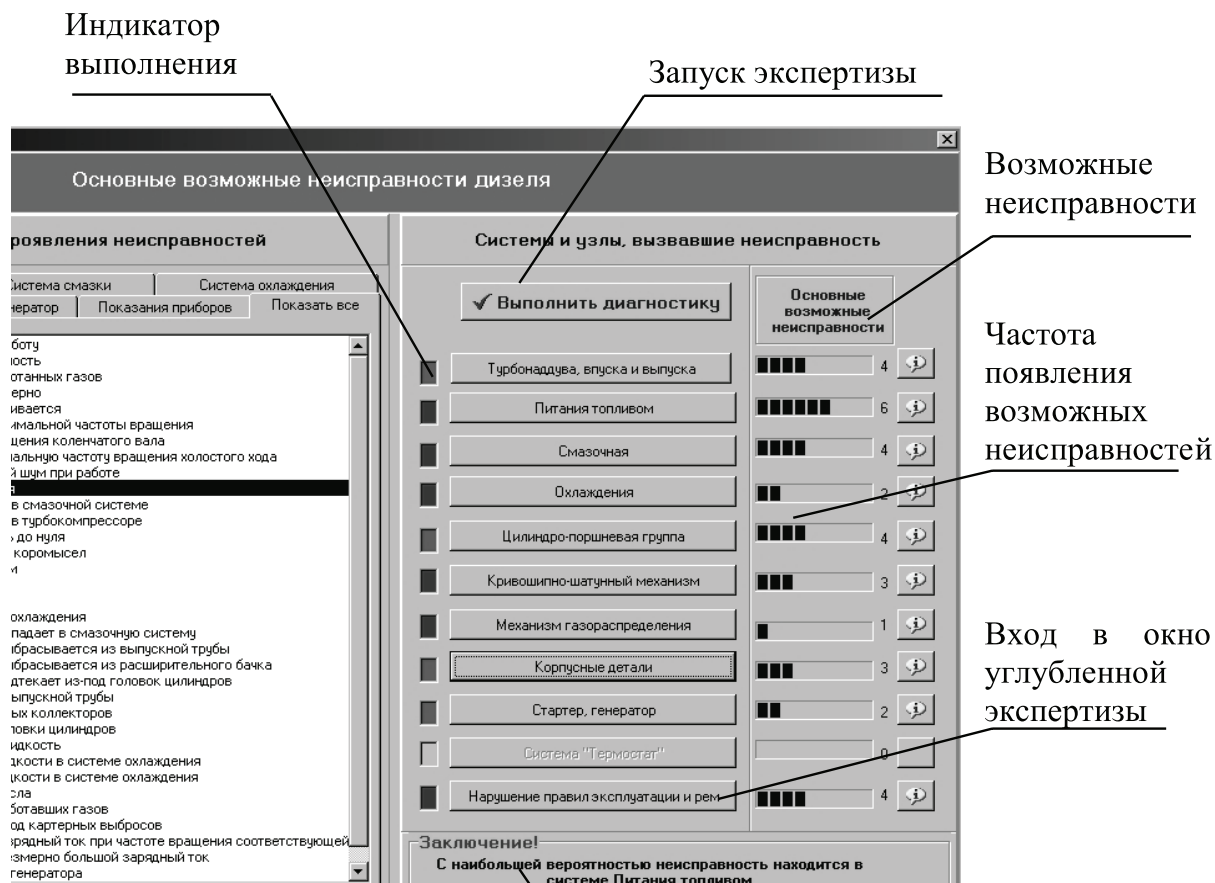 Индикатор
выполнения
Запуск экспертизы
Возможные
неисправности
Частота
появления
возможных
неисправностей
Вход в окно
углубленной
экспертизы
Основные возможные неисправности дизеля
роявления неисправностей
Система смазки
Система охлаждения
нератор
Показания приборов
Показать все
боту
ность
отанных газов
ерно
ивается
имальной частоты вращения
щения коленчатого вала
альную частоту вращения холостого хода
й шум при работе
я
в смазочной системе
в турбокомпрессоре
ь до нуля
коромысел
охлаждения
падает в смазочную систему
ыбрасывается из выпускной трубы
ыбрасывается из расширительного бачка
дтекает из-под головок цилиндров
ыпускной трубы
ых коллекторов
ловки цилиндров
идкость
дкости в системе охлаждения
дкости в системе охлаждения
сла
ботавших газов
од картерных выбросов
арядный ток при частоте вращения соответствующей
езмерно большой зарядный ток
генератора
Системы и узлы, вызвавшие неисправность
Выполнить диагностику
Основные
возможные
неисправности
Турбонаддува, впуска и выпуска 4
Питания топливом 6
Смазочная 4
Охлаждения 2
Цилиндро-поршневая группа 4
Кривошипно-шатунный механизм 3
Механизм газораспределения 1
Корпусные детали 3
Стартер, генератор 2
Система "Термостат" 0
Нарушение правил эксплуатации и рем 4
Заключение!
С наибольшей вероятностью неисправность находится в
системе Питания топливом